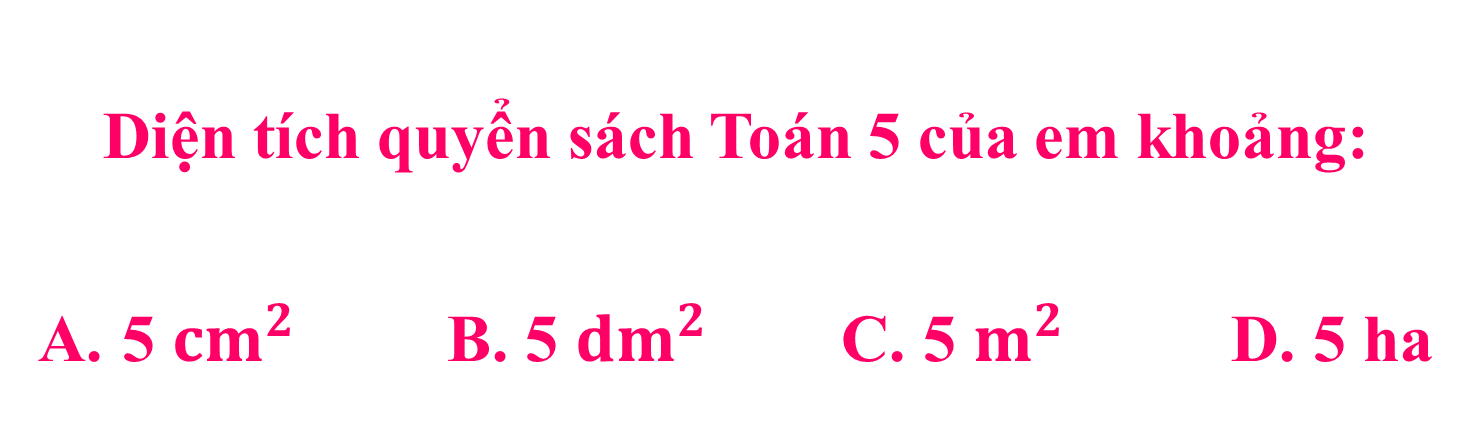 Diện tích quyển sách Toán 5 của em khoảng:
A. 5 cm² B. 5 dm² C. 5 m² D. 5 ha